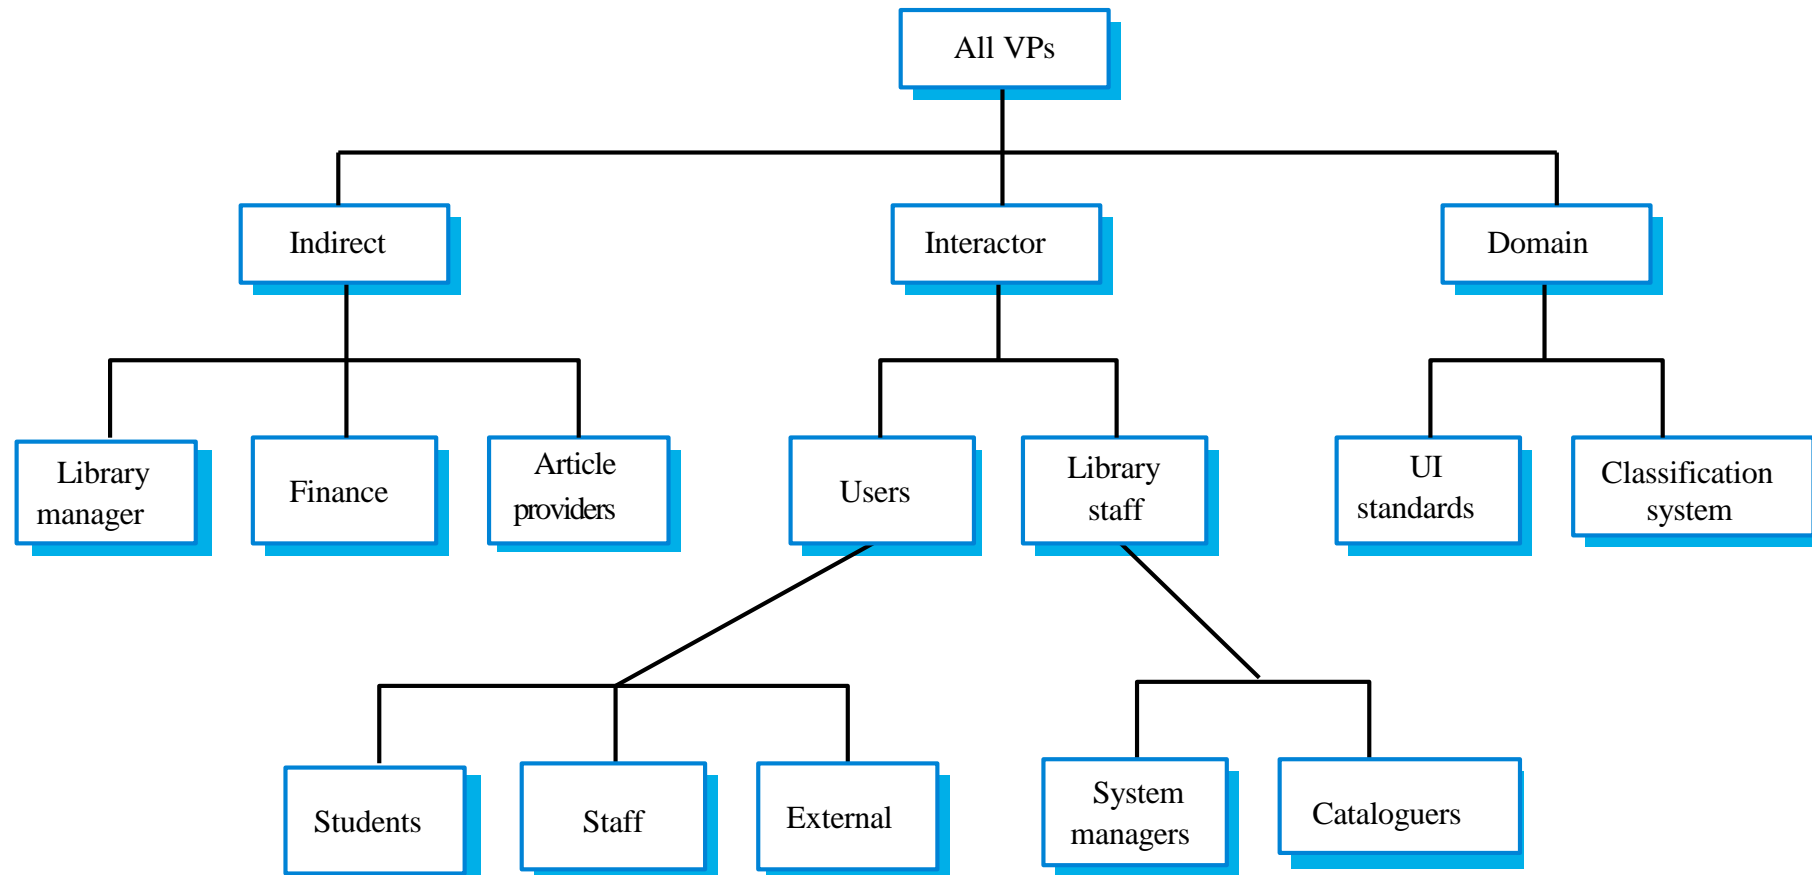 All VPs
Indirect
Interactor
Domain
Library
manager
Finance
Article
providers
Users
Library
staff
UI
standards
Classification
system
Students
Staff
External
System
managers
Cataloguers